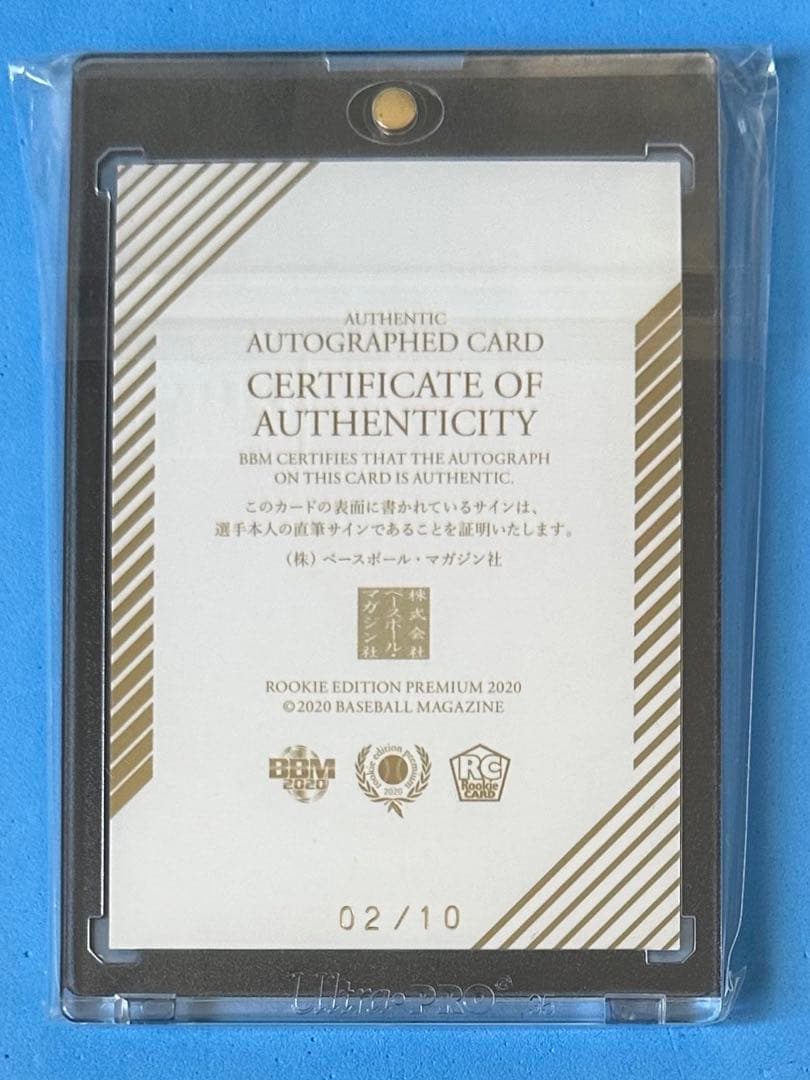 AUTHENTIC
AUTOGRAPHED CARD
CERTIFICATE OF
AUTHENTICITY
BBM CERTIFIES THAT THE AUTOGRAPH
ON THIS CARD IS AUTHENTIC.
このカードの表面に書かれているサインは、
選手本人の直筆サインであることを証明いたします。
(株)ベースボール・マガジン社
株式会社
ベースボール・
マガジン社
ROOKIE EDITION PREMIUM 2020
©2020 BASEBALL MAGAZINE
BBM
2020
rookie edition premium
2020
RC
Rookie
CARD
02/10
Ultra·PRO®